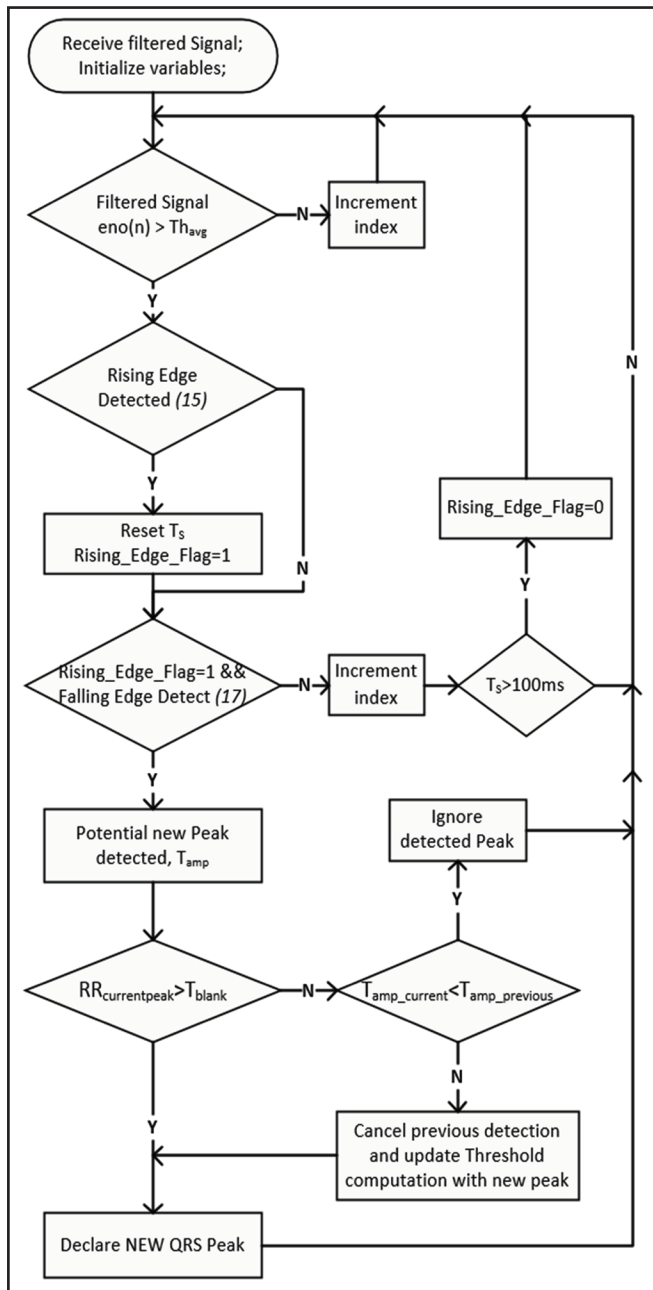 Receive filtered Signal;
Initialize variables;
Filtered Signal
eno(n) > Thavg
N
Increment
index
Y
Rising Edge
Detected (15)
N
Y
Rising_Edge_Flag=0
Reset TS
Rising_Edge_Flag=1
N
Y
Rising_Edge_Flag=1 &&
Falling Edge Detect (17)
N
Increment
index
TS>100ms
Y
Potential new Peak
detected, Tamp
Ignore
detected Peak
Y
RRcurrentpeak>Tblank
N
Tamp_current<Tamp_previous
N
Y
Cancel previous detection
and update Threshold
computation with new peak
Declare NEW QRS Peak